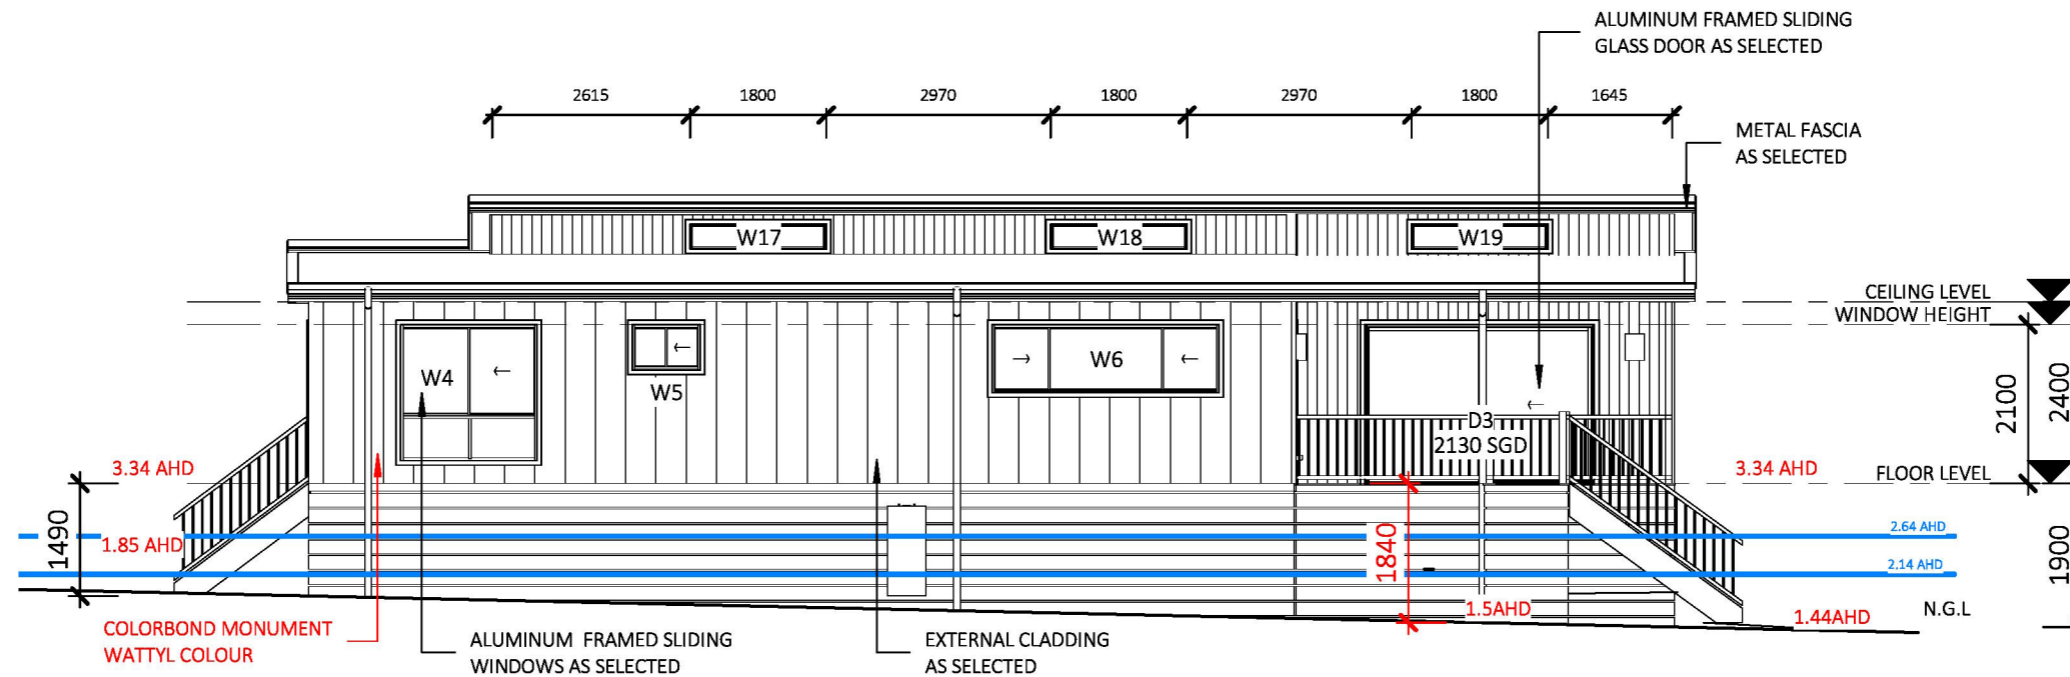 ALUMINUM FRAMED SLIDING
GLASS DOOR AS SELECTED
2615 1800 2970 1800 2970 1800 1645
METAL FASCIA
AS SELECTED
W17 W18 W19
CEILING LEVEL
WINDOW HEIGHT
W4 W5 W6
D3
2130 SGD
2100
2400
3.34 AHD
3.34 AHD
FLOOR LEVEL
1490
1.85 AHD
1840
2.64 AHD
2.14 AHD
1900
1.5AHD
1.44AHD
N.G.L
COLORBOND MONUMENT
WATTYL COLOUR
ALUMINUM FRAMED SLIDING
WINDOWS AS SELECTED
EXTERNAL CLADDING
AS SELECTED